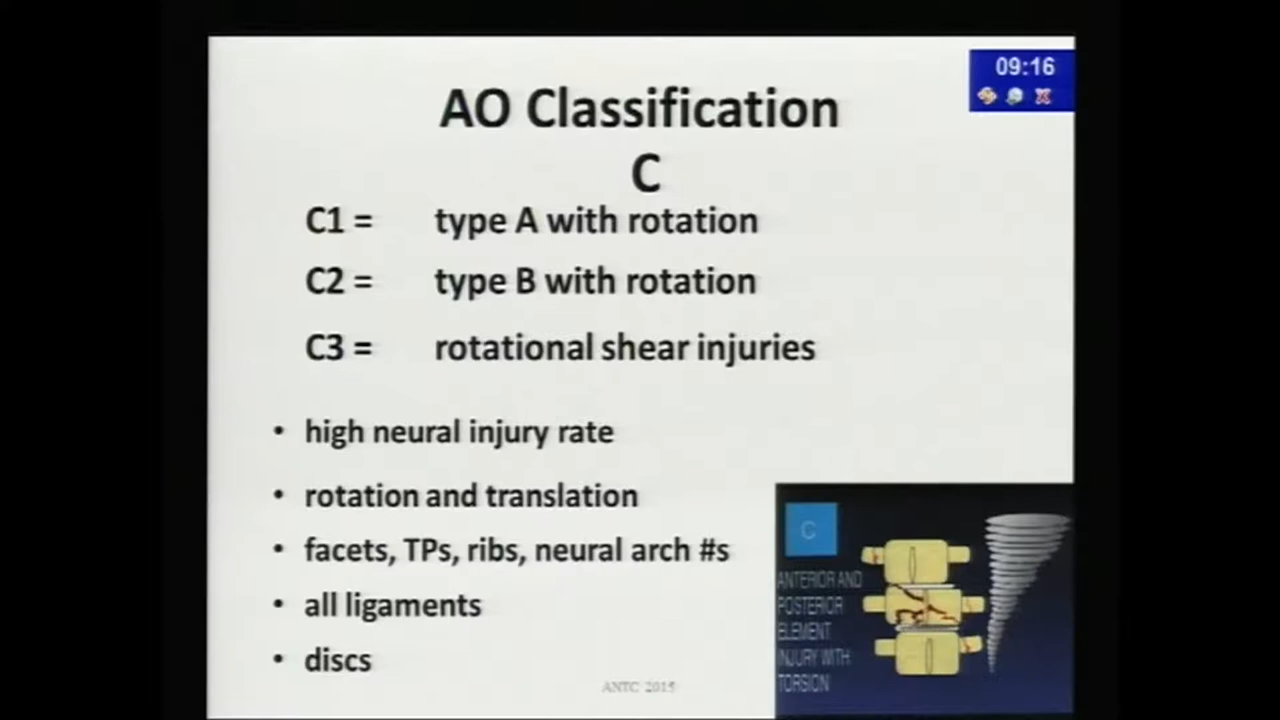 09:16
AO Classification
C
C1 = type A with rotation
C2 = type B with rotation
C3 = rotational shear injuries
• high neural injury rate
• rotation and translation
• facets, TPs, ribs, neural arch #s
• all ligaments
• discs
C
ANTERIOR AND
POSTERIOR
ELEMENT
INJURY WITH
TORSION
ANTC 2015